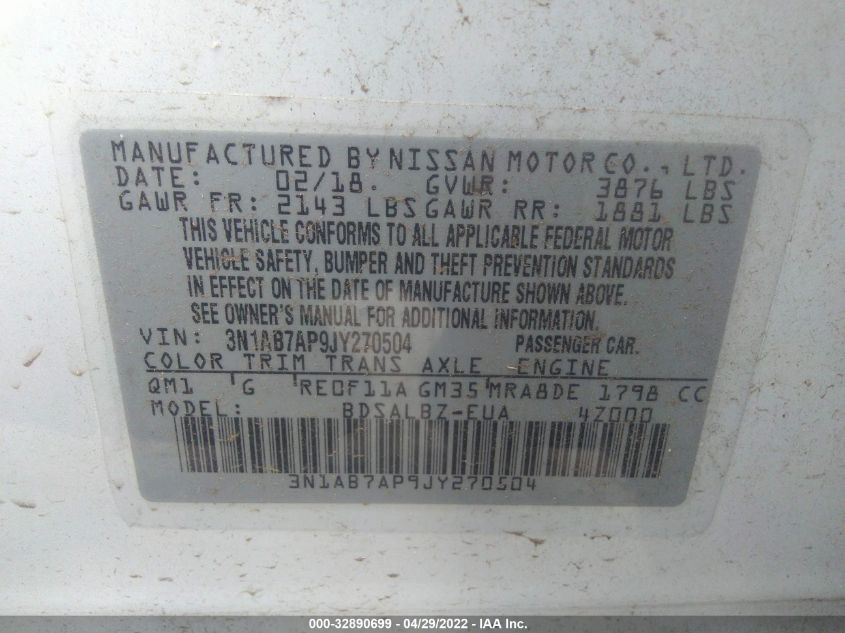 MANUFACTURED BY NISSAN MOTOR CO., LTD.
DATE: 02/18. GVWR: 3876 LBS
GAWR FR: 2143 LBS GAWR RR: 1881 LBS
THIS VEHICLE CONFORMS TO ALL APPLICABLE FEDERAL MOTOR
VEHICLE SAFETY, BUMPER AND THEFT PREVENTION STANDARDS
IN EFFECT ON THE DATE OF MANUFACTURE SHOWN ABOVE.
SEE OWNER'S MANUAL FOR ADDITIONAL INFORMATION.
VIN: 3N1AB7AP9JY270504 PASSENGER CAR.
COLOR TRIM TRANS AXLE ENGINE
QM1 G RE0F11A GM35 MRA8DE 1798 CC
MODEL: BDSALBZ-EUA 4Z000
3N1AB7AP9JY270504
000-32890699 - 04/29/2022 - IAA Inc.